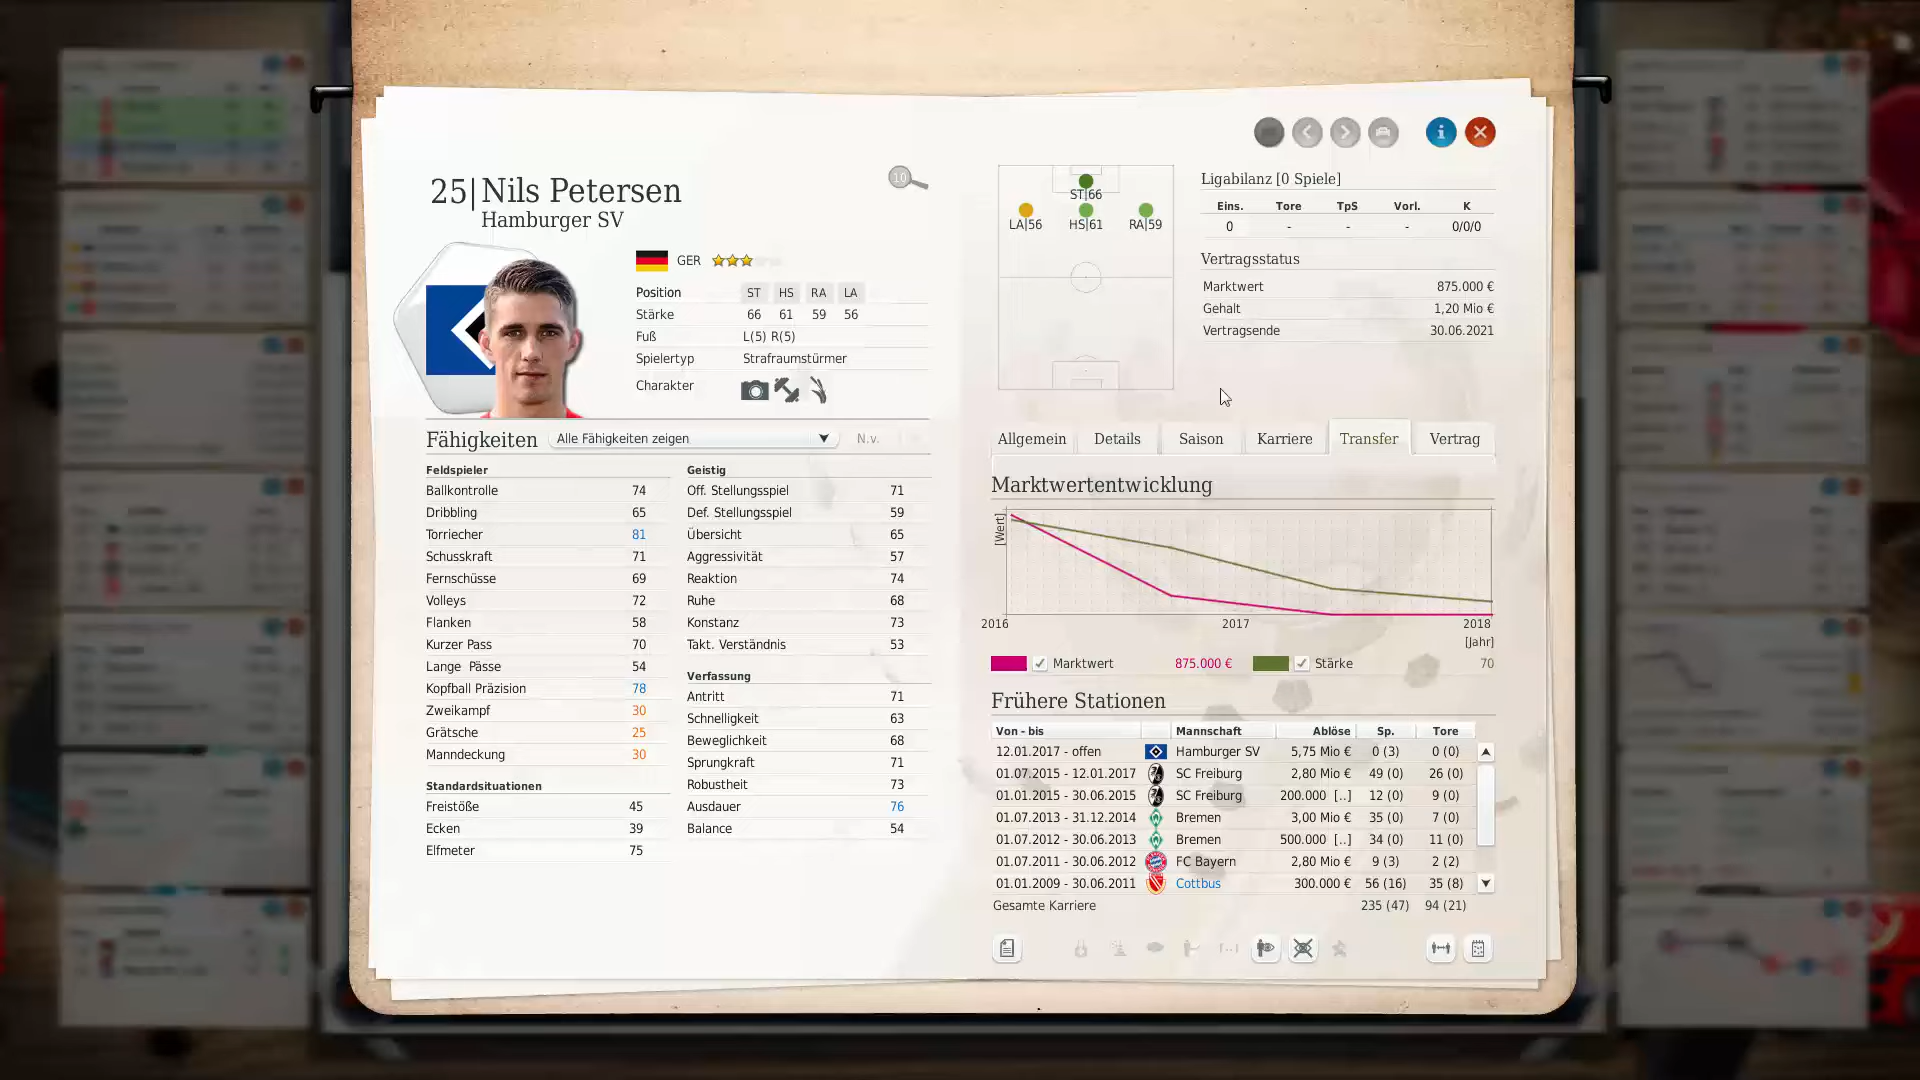 25| Nils Petersen
Hamburger SV
10
GER
Position ST HS RA LA
Stärke 66 61 59 56
Fuß L(5) R(5)
Spielertyp Strafraumstürmer
Charakter
Fähigkeiten Alle Fähigkeiten zeigen N.v.
Feldspieler
Ballkontrolle 74
Dribbling 65
Torriecher 81
Schusskraft 71
Fernschüsse 69
Volleys 72
Flanken 58
Kurzer Pass 70
Lange Pässe 54
Kopfball Präzision 78
Zweikampf 30
Grätsche 25
Manndeckung 30
Standardsituationen
Freistöße 45
Ecken 39
Elfmeter 75
Geistig
Off. Stellungsspiel 71
Def. Stellungsspiel 59
Übersicht 65
Aggressivität 57
Reaktion 74
Ruhe 68
Konstanz 73
Takt. Verständnis 53
Verfassung
Antritt 71
Schnelligkeit 63
Beweglichkeit 68
Sprungkraft 71
Robustheit 73
Ausdauer 76
Balance 54
ST|66
LA|56 HS|61 RA|59
Ligabilanz [0 Spiele]
Eins. Tore TpS Vorl. K
0 - - - 0/0/0
Vertragsstatus
Marktwert 875.000 €
Gehalt 1,20 Mio €
Vertragsende 30.06.2021
Allgemein Details Saison Karriere Transfer Vertrag
Marktwertentwicklung
[Wert]
2016 2017 2018
[Jahr]
Marktwert 875.000 € Stärke 70
Frühere Stationen
Von - bis Mannschaft Ablöse Sp. Tore
12.01.2017 - offen Hamburger SV 5,75 Mio € 0 (3) 0 (0)
01.07.2015 - 12.01.2017 SC Freiburg 2,80 Mio € 49 (0) 26 (0)
01.01.2015 - 30.06.2015 SC Freiburg 200.000 [..] 12 (0) 9 (0)
01.07.2013 - 31.12.2014 Bremen 3,00 Mio € 35 (0) 7 (0)
01.07.2012 - 30.06.2013 Bremen 500.000 [..] 34 (0) 11 (0)
01.07.2011 - 30.06.2012 FC Bayern 2,80 Mio € 9 (3) 2 (2)
01.01.2009 - 30.06.2011 Cottbus 300.000 € 56 (16) 35 (8)
Gesamte Karriere 235 (47) 94 (21)